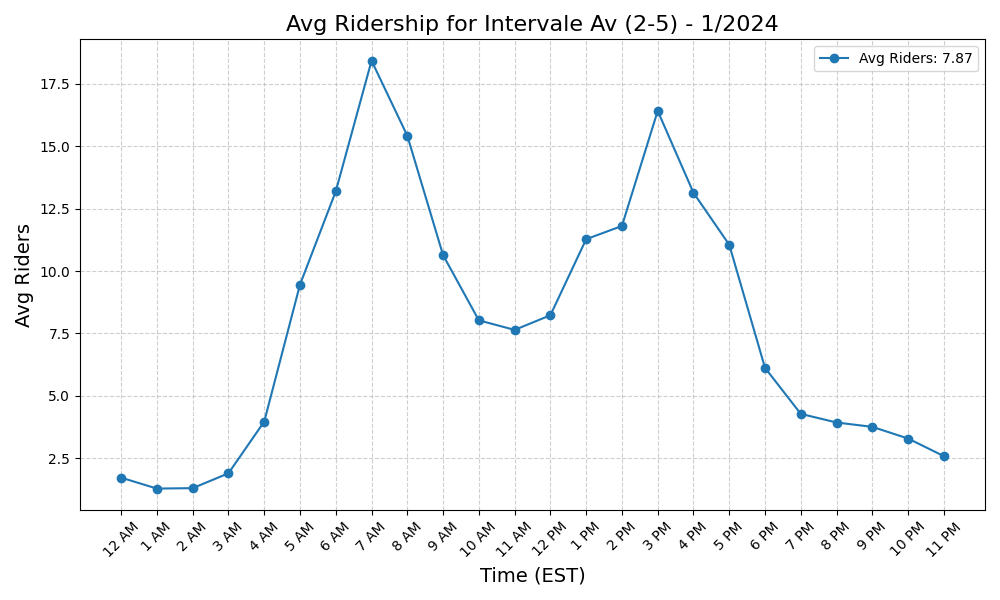 Avg Ridership for Intervale Av (2-5) - 1/2024
Avg Riders: 7.87
17.5
15.0
12.5
10.0
7.5
5.0
2.5
Avg Riders
12 AM
1 AM
2 AM
3 AM
4 AM
5 AM
6 AM
7 AM
8 AM
9 AM
10 AM
11 AM
12 PM
1 PM
2 PM
3 PM
4 PM
5 PM
6 PM
7 PM
8 PM
9 PM
10 PM
11 PM
Time (EST)